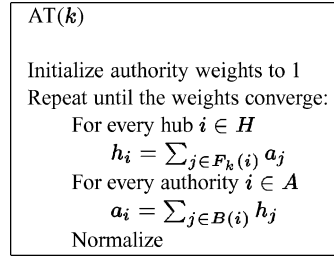 AT(k)
Initialize authority weights to 1
Repeat until the weights converge:
For every hub i ∈ H
h_i = ∑_{j∈F_k(i)} a_j
For every authority i ∈ A
a_i = ∑_{j∈B(i)} h_j
Normalize